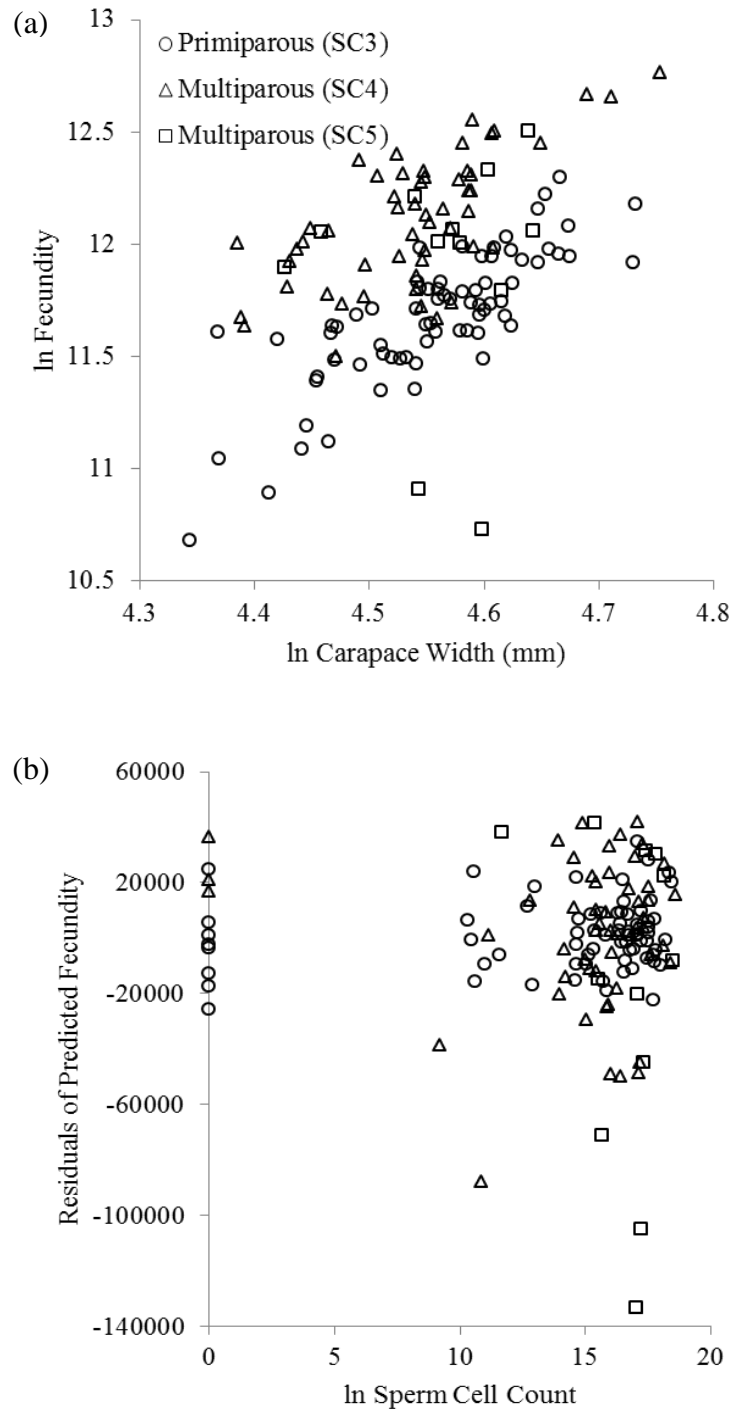 (a)
13
12.5
12
11.5
11
10.5
ln Fecundity
Primiparous (SC3)
Multiparous (SC4)
Multiparous (SC5)
4.3 4.4 4.5 4.6 4.7 4.8
ln Carapace Width (mm)
(b)
60000
20000
-20000
-60000
-100000
-140000
Residuals of Predicted Fecundity
0 5 10 15 20
ln Sperm Cell Count